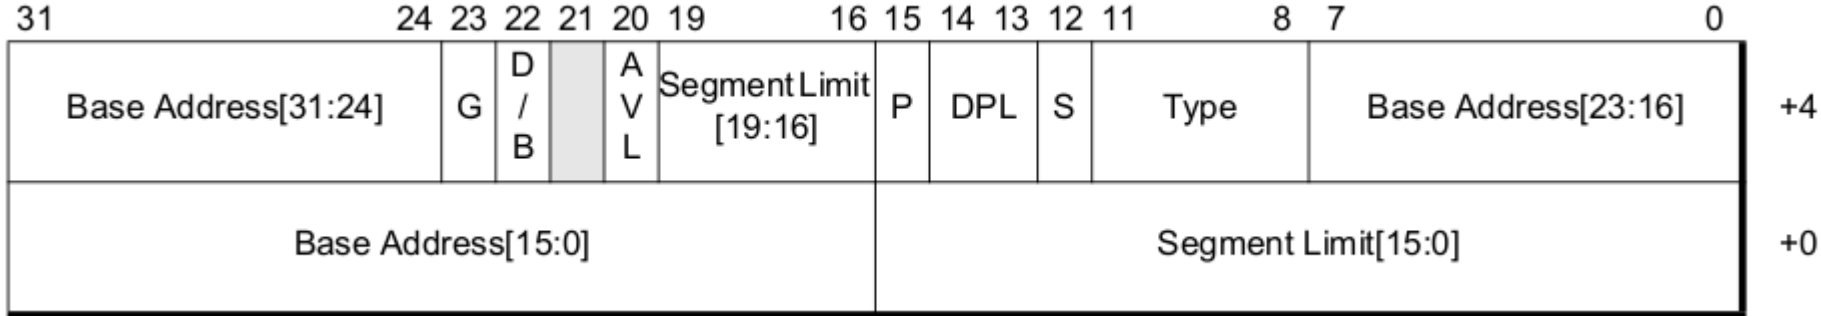 31 24 23 22 21 20 19 16 15 14 13 12 11 8 7 0
Base Address[31:24] G D/B AVL Segment Limit [19:16] P DPL S Type Base Address[23:16] +4
Base Address[15:0] Segment Limit[15:0] +0